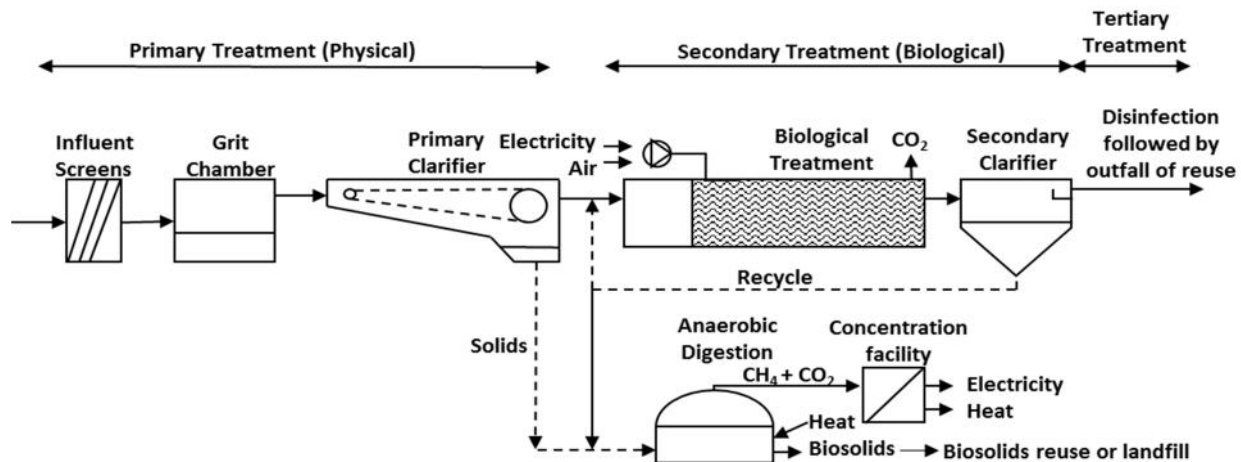 Primary Treatment (Physical)
Secondary Treatment (Biological)
Tertiary
Treatment
Influent
Screens
Grit
Chamber
Primary
Clarifier
Electricity
Air
Biological
Treatment
CO₂
Secondary
Clarifier
Disinfection
followed by
outfall of reuse
Recycle
Solids
Anaerobic
Digestion
CH₄ + CO₂
Concentration
facility
Electricity
Heat
Heat
Biosolids
Biosolids reuse or landfill